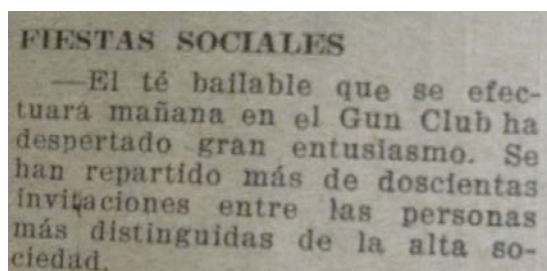 FIESTAS SOCIALES
—El té bailable que se efec-
tuará mañana en el Gun Club ha
despertado gran entusiasmo. Se
han repartido más de doscientas
invitaciones entre las personas
más distinguidas de la alta so-
ciedad.